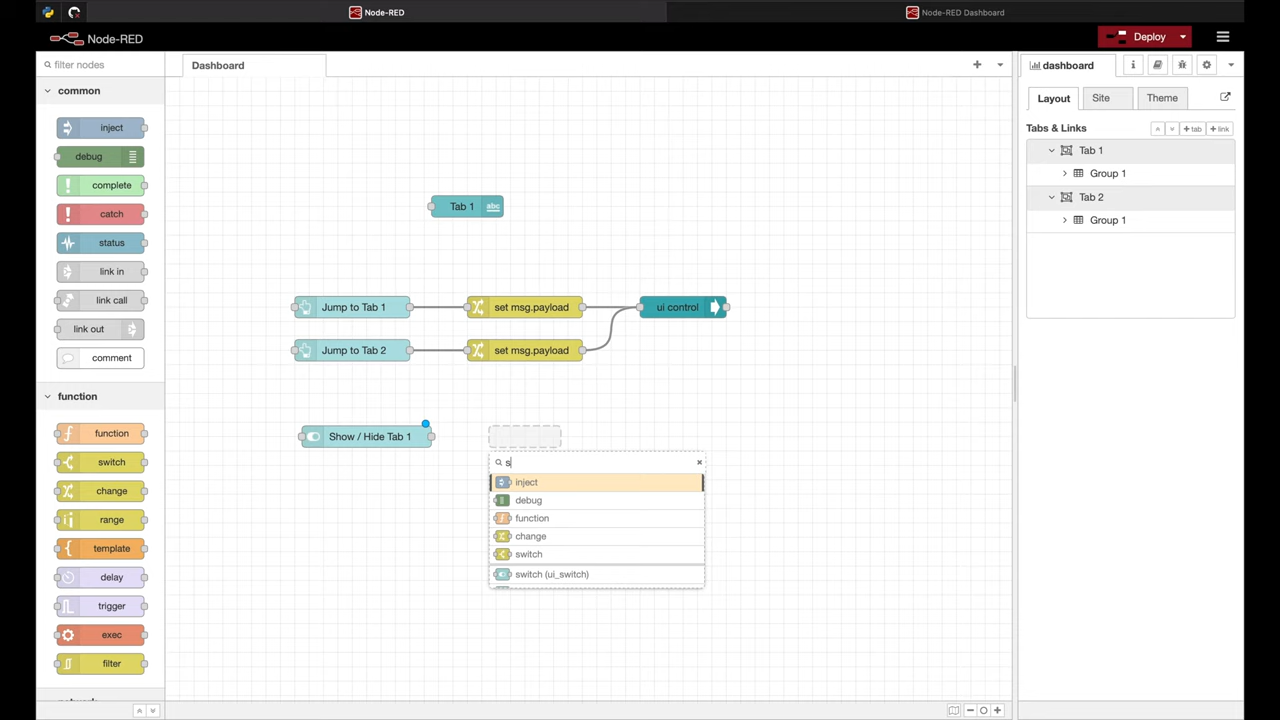 Node-RED
Node-RED Dashboard
Node-RED
Deploy
filter nodes
Dashboard
dashboard
common
inject
debug
complete
catch
status
link in
link call
link out
comment
function
function
switch
change
range
template
delay
trigger
exec
filter
Tab 1
abc
Jump to Tab 1
set msg.payload
ui control
Jump to Tab 2
set msg.payload
Show / Hide Tab 1
s
inject
debug
function
change
switch
switch (ui_switch)
Layout
Site
Theme
Tabs & Links
+ tab
+ link
Tab 1
Group 1
Tab 2
Group 1